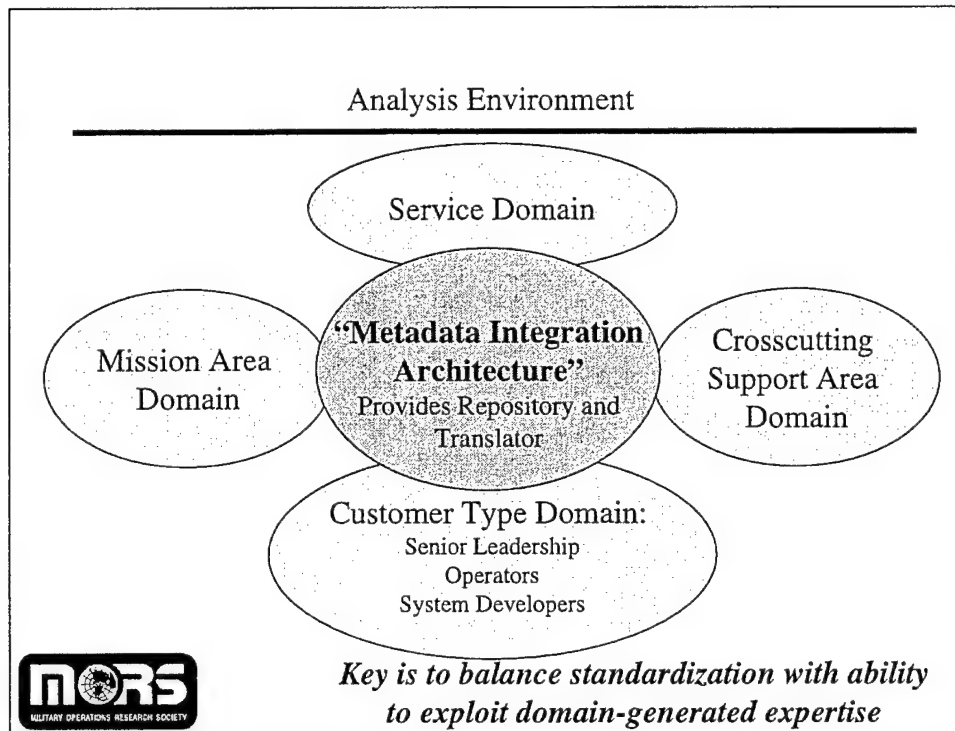 Analysis Environment
Service Domain
Mission Area
Domain
“Metadata Integration
Architecture”
Provides Repository and
Translator
Crosscutting
Support Area
Domain
Customer Type Domain:
Senior Leadership
Operators
System Developers
MORS
MILITARY OPERATIONS RESEARCH SOCIETY
Key is to balance standardization with ability
to exploit domain-generated expertise